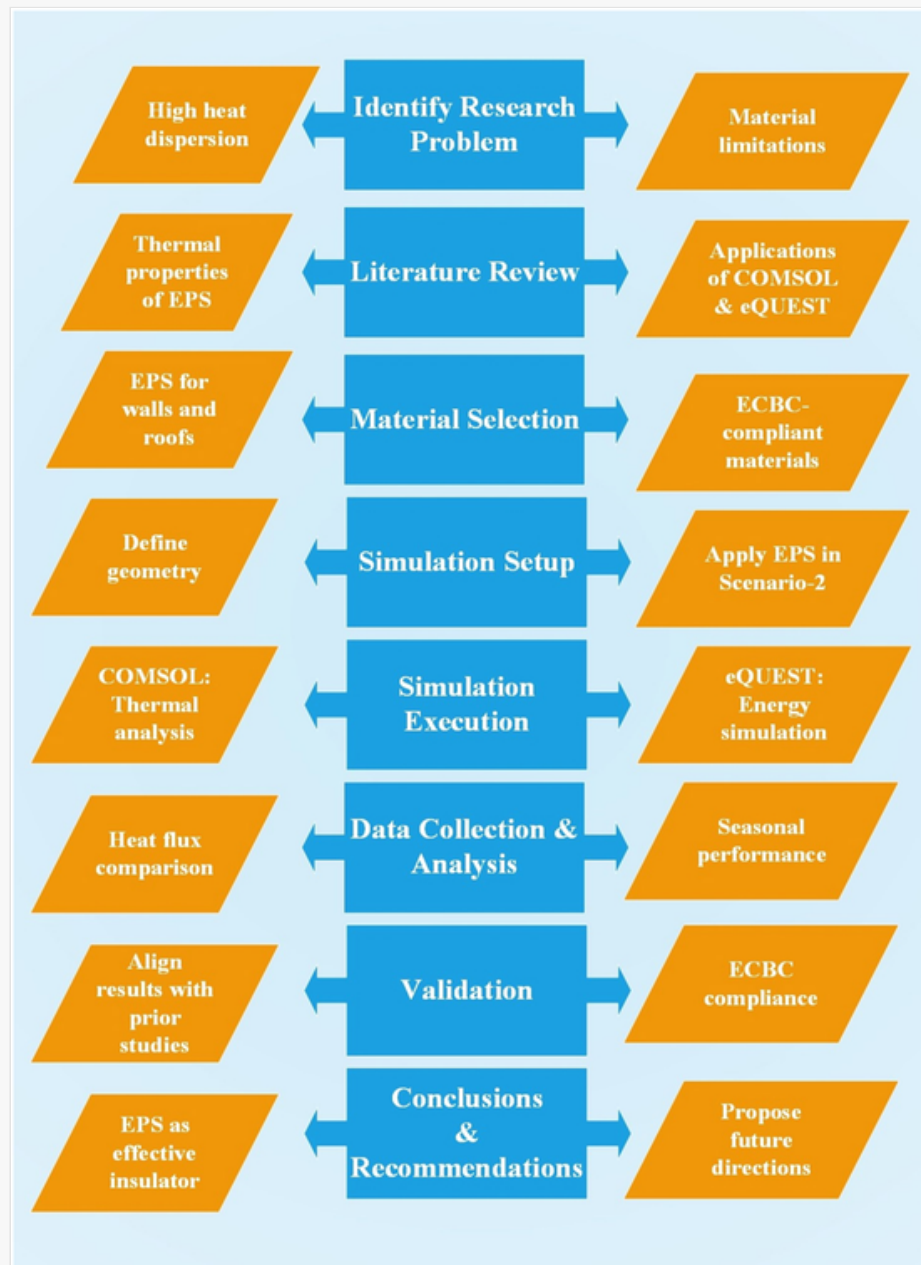 High heat
dispersion
Identify Research
Problem
Material
limitations
Thermal
properties
of EPS
Literature Review
Applications
of COMSOL
& eQUEST
EPS for
walls and
roofs
Material Selection
ECBC-
compliant
materials
Define
geometry
Simulation Setup
Apply EPS in
Scenario-2
COMSOL:
Thermal
analysis
Simulation
Execution
eQUEST:
Energy
simulation
Heat flux
comparison
Data Collection &
Analysis
Seasonal
performance
Align
results with
prior
studies
Validation
ECBC
compliance
EPS as
effective
insulator
Conclusions
&
Recommendations
Propose
future
directions